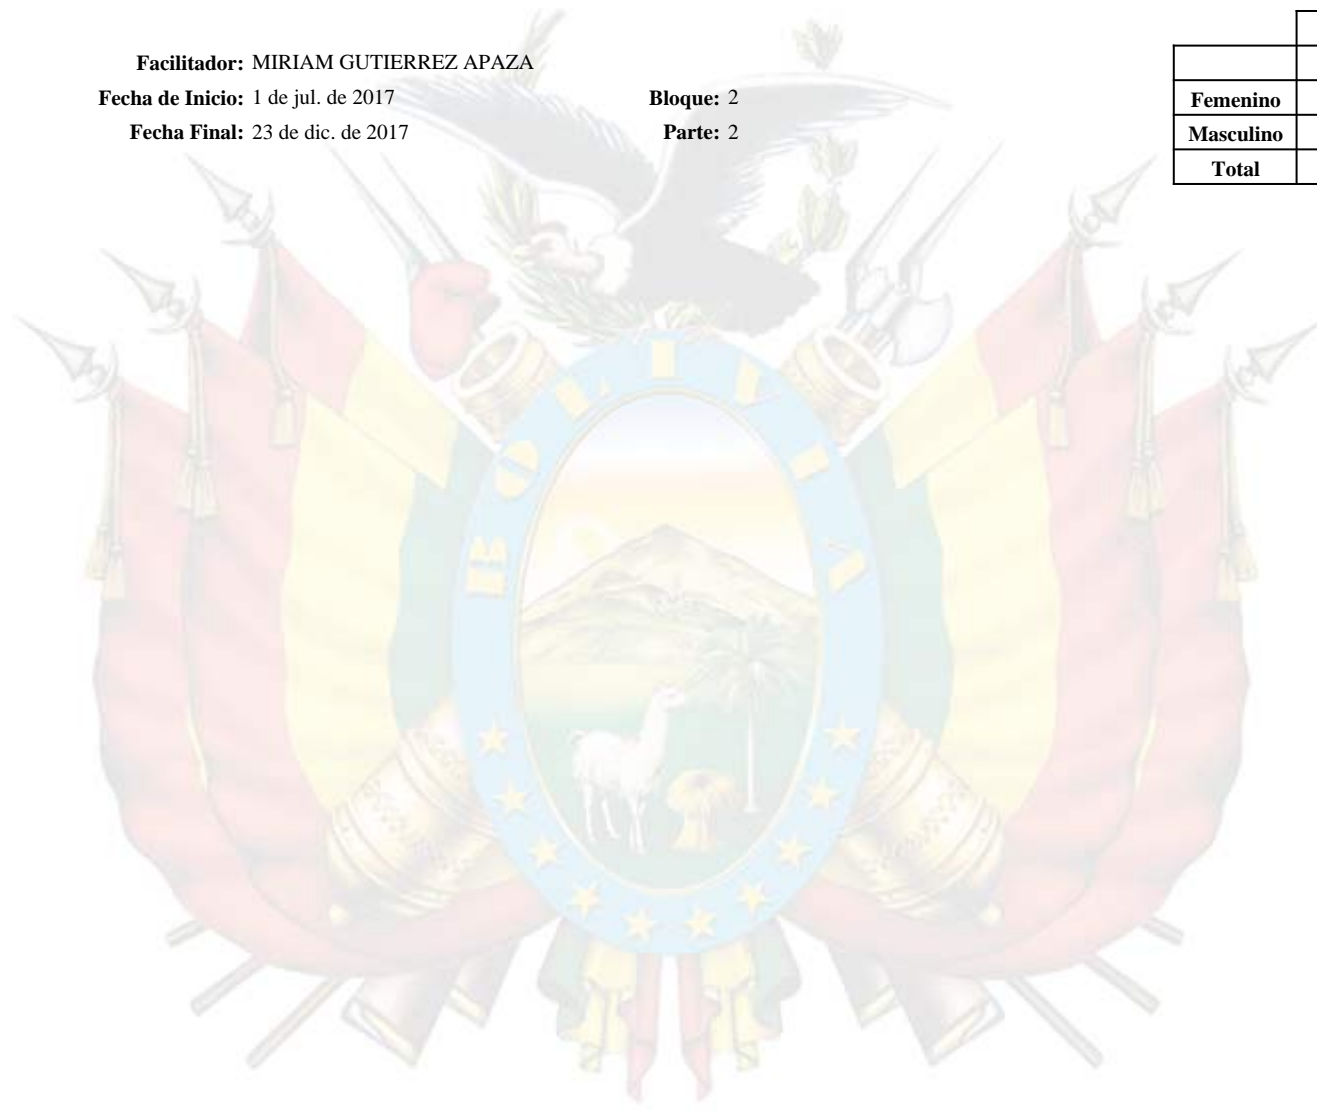 Facilitador: MIRIAM GUTIERREZ APAZA
Fecha de Inicio: 1 de jul. de 2017
Bloque: 2
Fecha Final: 23 de dic. de 2017
Parte: 2
Femenino
Masculino
Total
BOLIVIA